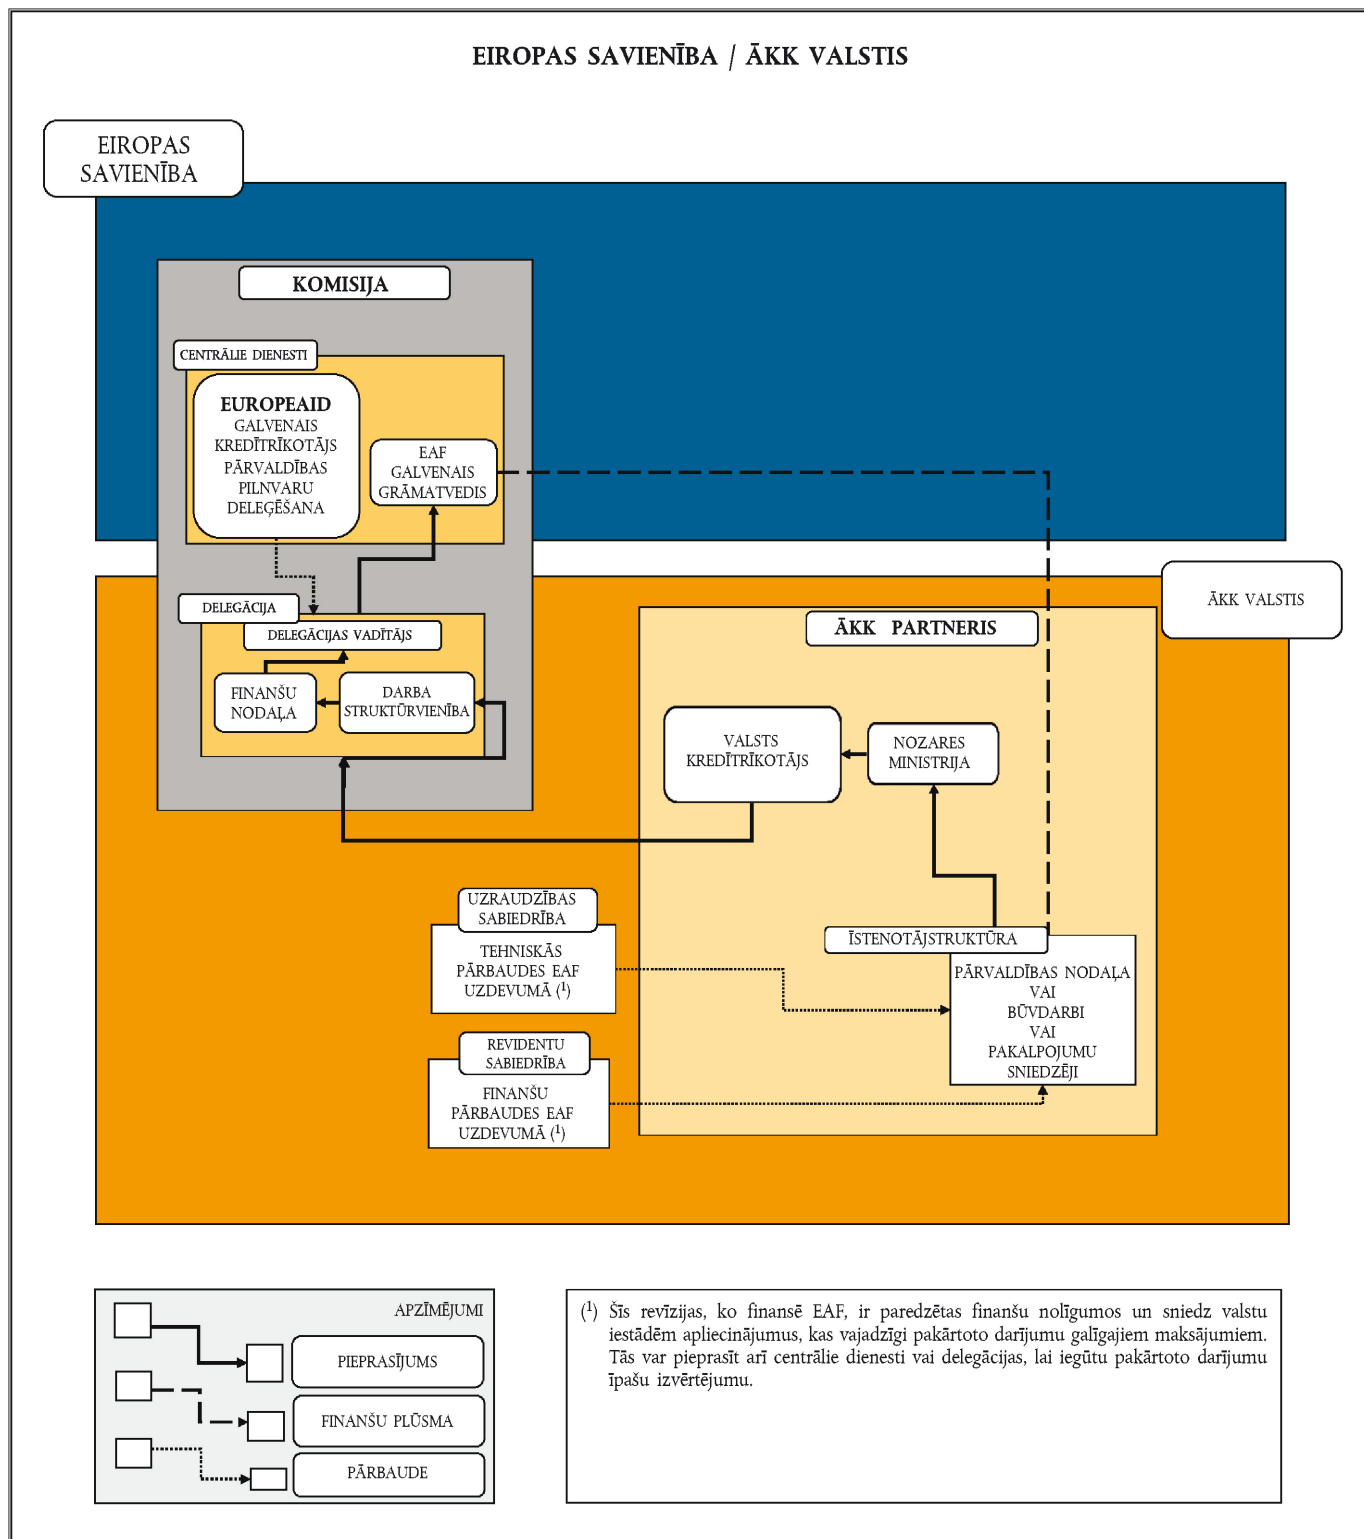 EIROPAS SAVIENĪBA / ĀKK VALSTIS
EIROPAS
SAVIENĪBA
KOMISIJA
CENTRĀLIE DIENESTI
EUROPEAID
GALVENAIS
KREDĪTRĪKOTĀJS
PĀRVALDĪBAS
PILNVARU
DELEĢĒŠANA
EAF
GALVENAIS
GRĀMATVEDIS
ĀKK VALSTIS
DELEGĀCIJA
DELEGĀCIJAS VADĪTĀJS
FINANŠU
NODAĻA
DARBA
STRUKTŪRVIENĪBA
ĀKK PARTNERIS
VALSTS
KREDĪTRĪKOTĀJS
NOZARES
MINISTRIJA
UZRAUDZĪBAS
SABIEDRĪBA
TEHNISKĀS
PĀRBAUDES EAF
UZDEVUMĀ (¹)
ĪSTENOTĀJSTRUKTŪRA
PĀRVALDĪBAS NODAĻA
VAI
BŪVDARBI
VAI
PAKALPOJUMU
SNIEDZĒJI
REVIDENTU
SABIEDRĪBA
FINANŠU
PĀRBAUDES EAF
UZDEVUMĀ (¹)
APZĪMĒJUMI
PIEPRASĪJUMS
FINANŠU PLŪSMA
PĀRBAUDE
(¹) Šīs revīzijas, ko finansē EAF, ir paredzētas finanšu nolīgumos un sniedz valstu
iestādēm apliecinājumus, kas vajadzīgi pakārtoto darījumu galīgajiem maksājumiem.
Tās var pieprasīt arī centrālie dienesti vai delegācijas, lai iegūtu pakārtoto darījumu
īpašu izvērtējumu.